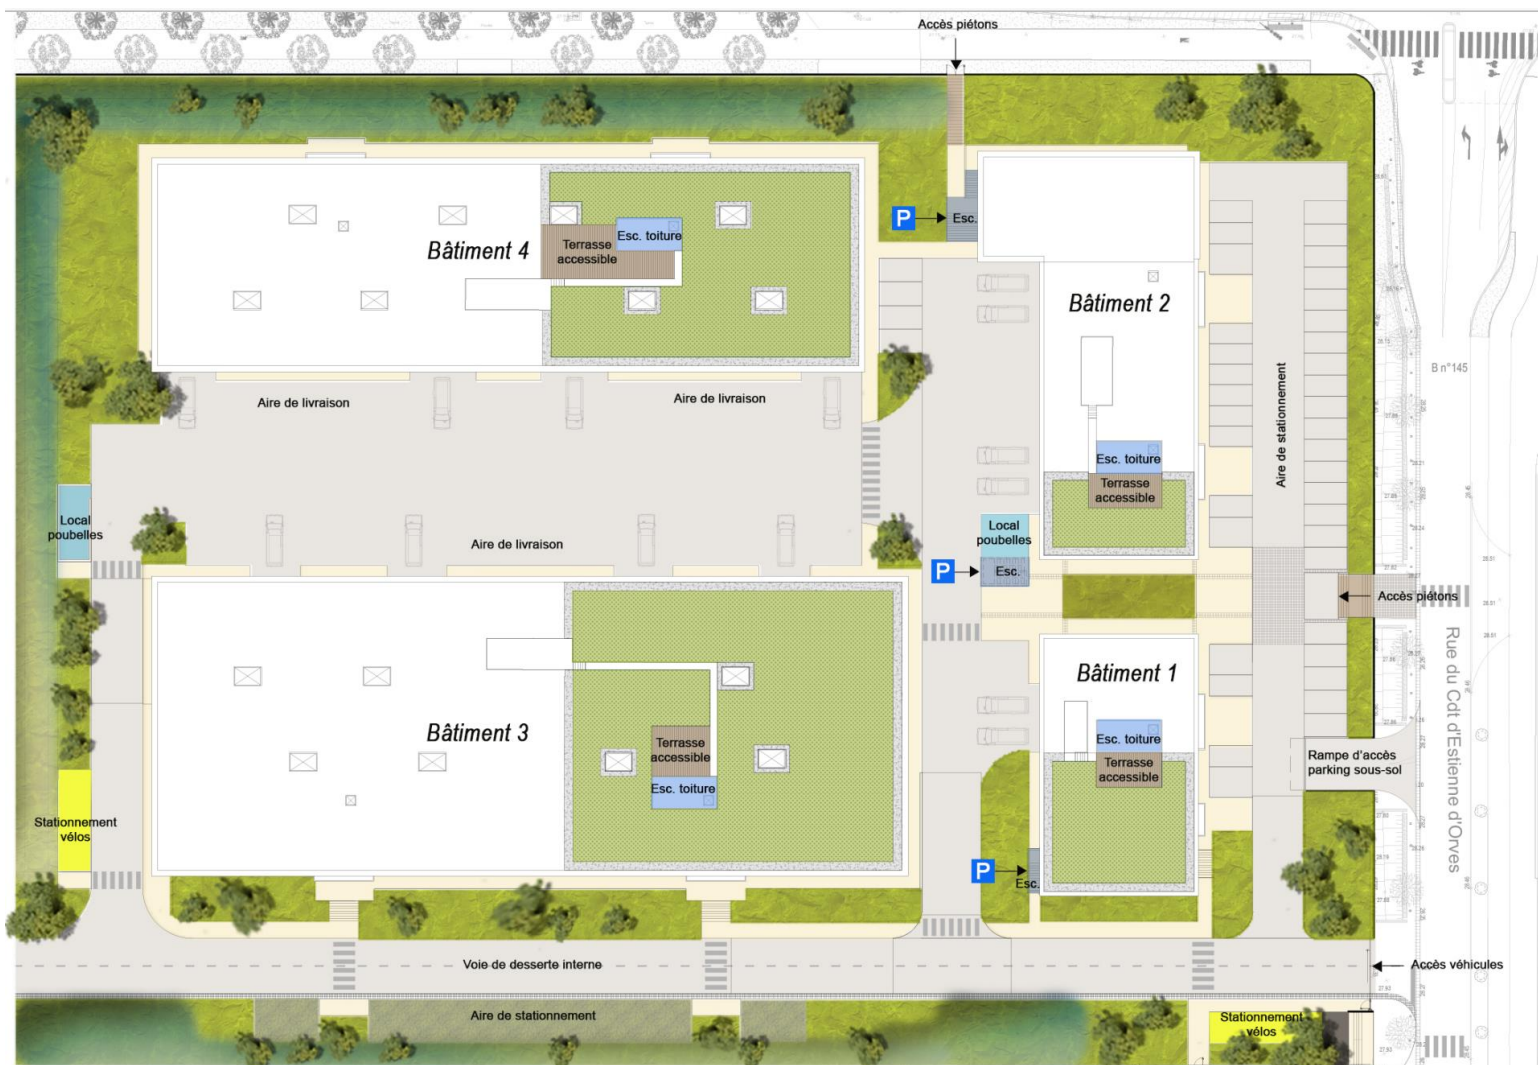 Accès piétons
P
Esc.
Bâtiment 4
Esc. toiture
Terrasse
accessible
Bâtiment 2
B n°145
Aire de livraison
Aire de livraison
Aire de stationnement
Esc. toiture
Terrasse
accessible
Local
poubelles
Aire de livraison
Local
poubelles
P
Esc.
Accès piétons
Bâtiment 3
Terrasse
accessible
Esc. toiture
Bâtiment 1
Esc. toiture
Terrasse
accessible
Rampe d'accès
parking sous-sol
Rue du Cdt d'Estienne d'Orves
Stationnement
vélos
P
Esc.
Voie de desserte interne
Accès véhicules
Aire de stationnement
Stationnement
vélos